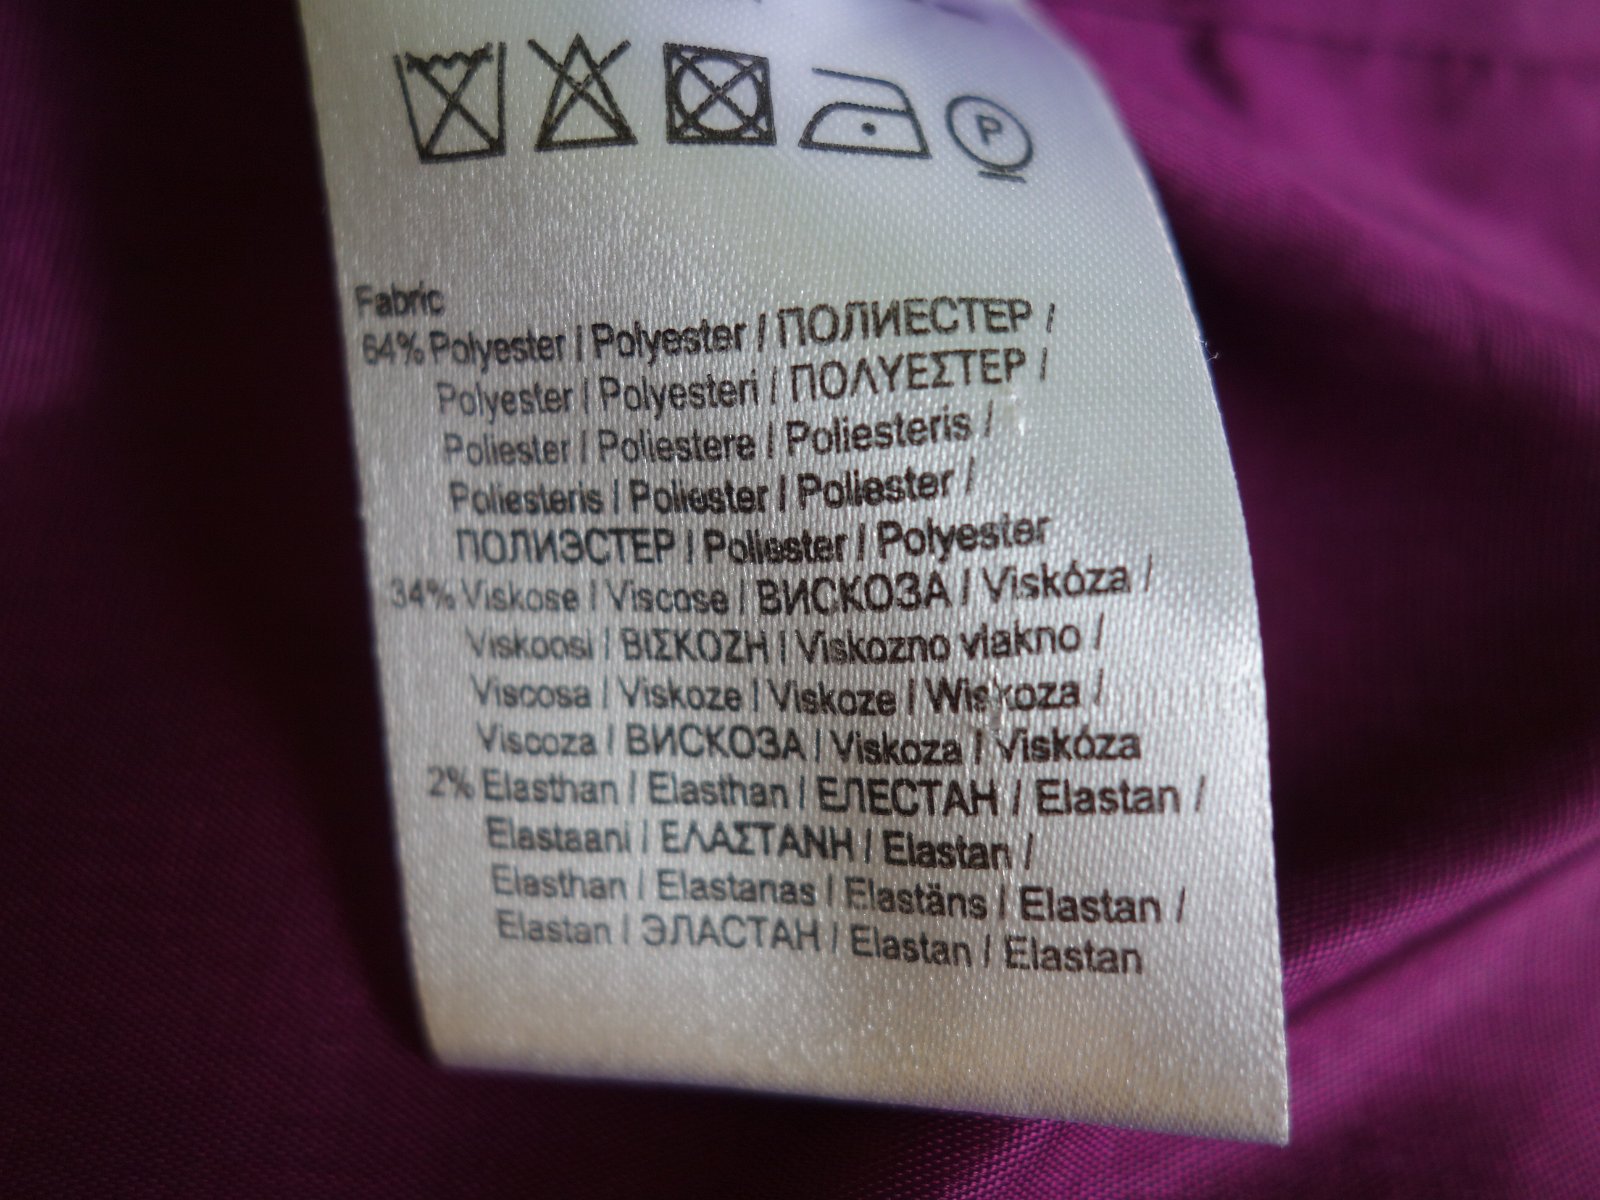 P
Fabric
64% Polyester / Polyester / ПОЛИЕСТЕР /
Polyester / Polyesteri / ΠΟΛΥΕΣΤΕΡ /
Poliester / Poliestere / Poliesteris /
Poliesteris / Poliester / Poliester /
ПОЛИЭСТЕР / Poliester / Polyester
34% Viskose / Viscose / ВИСКОЗА / Viskóza /
Viskoosi / ΒΙΣΚΟΖΗ / Viskozno vlakno /
Viscosa / Viskoze / Viskoze / Wiskoza /
Viscoza / ВИСКОЗА / Viskoza / Viskóza
2% Elasthan / Elasthan / ЕЛЕСТАН / Elastan /
Elastaani / ΕΛΑΣΤΑΝΗ / Elastan /
Elasthan / Elastanas / Elastäns / Elastan /
Elastan / ЭЛАСТАН / Elastan / Elastan